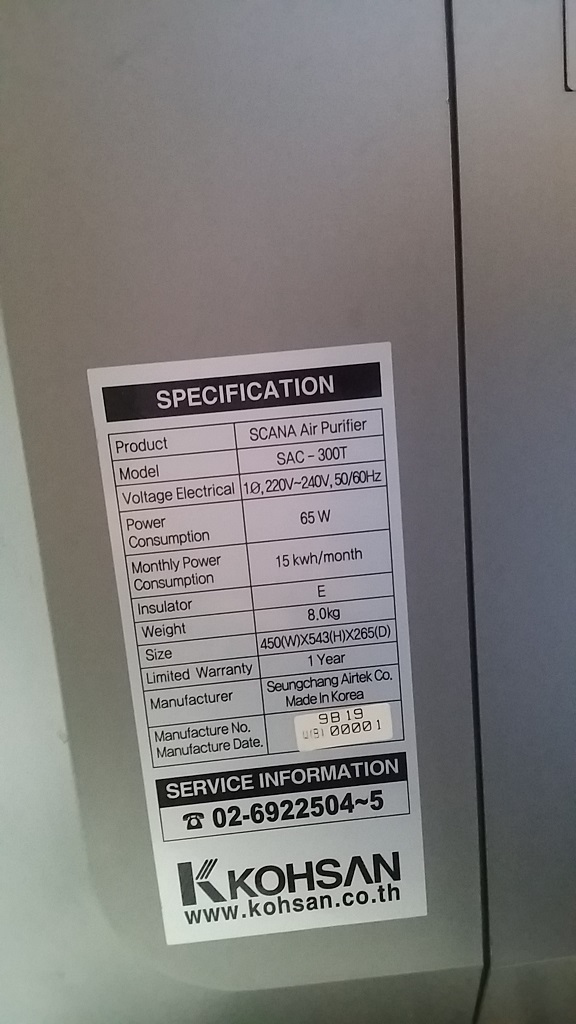 SPECIFICATION
Product SCANA Air Purifier
Model SAC - 300T
Voltage Electrical 1Ø, 220V~240V, 50/60Hz
Power Consumption 65 W
Monthly Power Consumption 15 kwh/month
Insulator E
Weight 8.0kg
Size 450(W)X543(H)X265(D)
Limited Warranty 1 Year
Manufacturer Seungchang Airtek Co. Made In Korea
Manufacture No. 9B 19
Manufacture Date. 00001
SERVICE INFORMATION
☎ 02-6922504~5
KOHSAN
www.kohsan.co.th